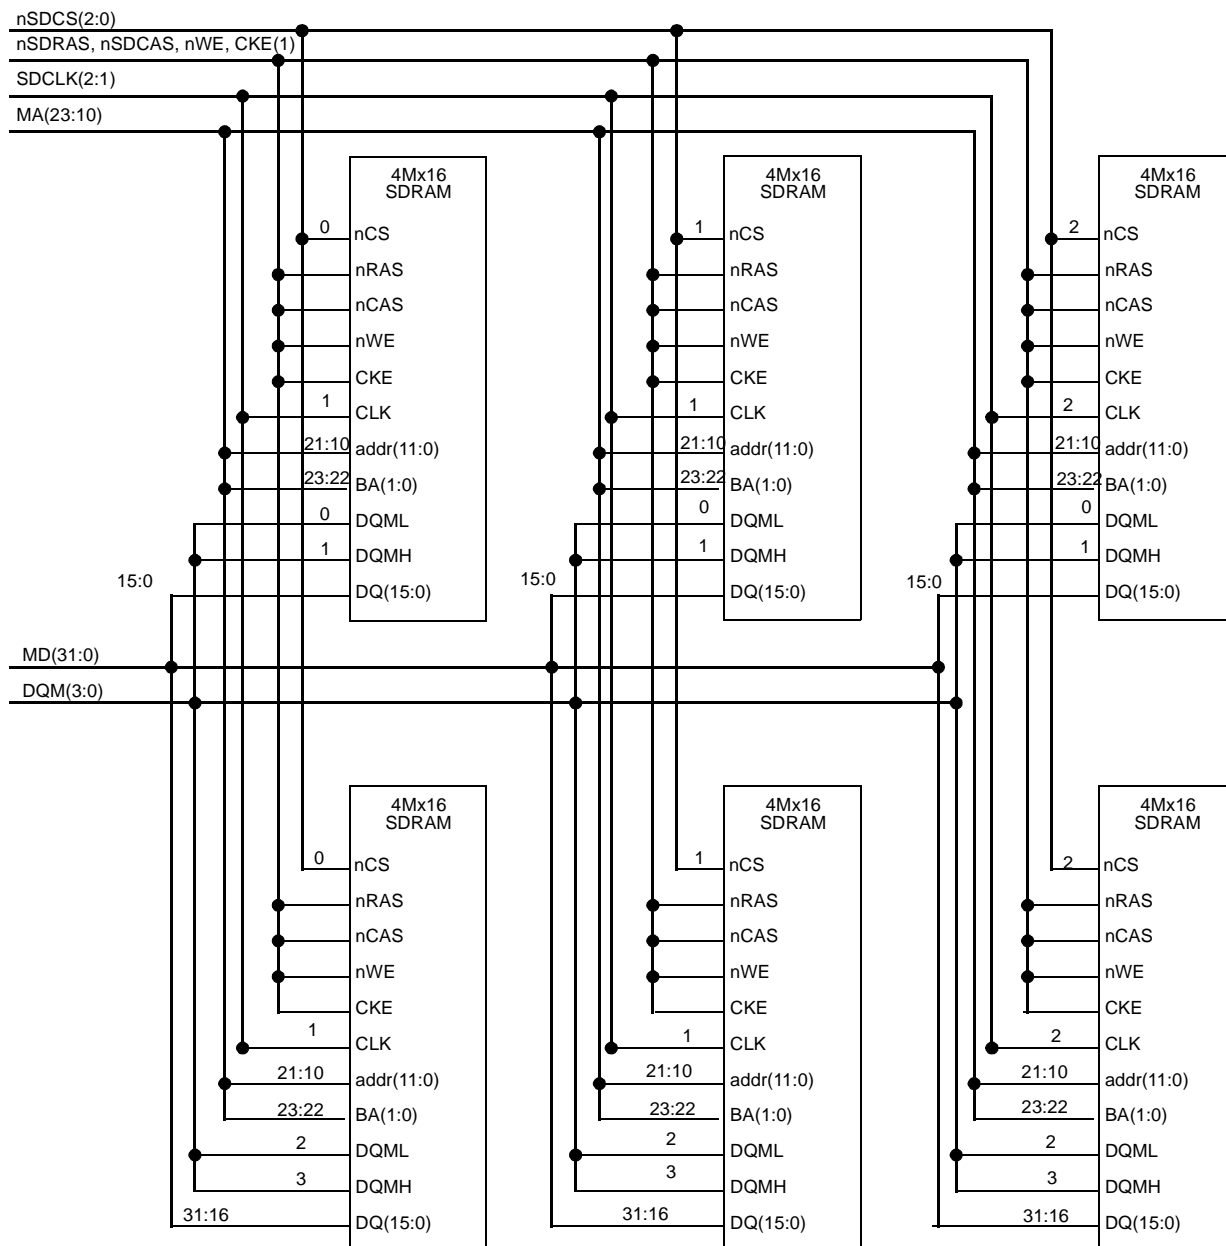 nSDCS(2:0)
nSDRAS, nSDCAS, nWE, CKE(1)
SDCLK(2:1)
MA(23:10)
4Mx16
SDRAM
0
nCS
nRAS
nCAS
nWE
CKE
1
CLK
21:10
addr(11:0)
23:22
BA(1:0)
0
DQML
1
DQMH
15:0
DQ(15:0)
4Mx16
SDRAM
1
nCS
nRAS
nCAS
nWE
CKE
1
CLK
21:10
addr(11:0)
23:22
BA(1:0)
0
DQML
1
DQMH
15:0
DQ(15:0)
4Mx16
SDRAM
2
nCS
nRAS
nCAS
nWE
CKE
2
CLK
21:10
addr(11:0)
23:22
BA(1:0)
0
DQML
1
DQMH
15:0
DQ(15:0)
MD(31:0)
DQM(3:0)
4Mx16
SDRAM
0
nCS
nRAS
nCAS
nWE
CKE
1
CLK
21:10
addr(11:0)
23:22
BA(1:0)
2
DQML
3
DQMH
31:16
DQ(15:0)
4Mx16
SDRAM
1
nCS
nRAS
nCAS
nWE
CKE
1
CLK
21:10
addr(11:0)
23:22
BA(1:0)
2
DQML
3
DQMH
31:16
DQ(15:0)
4Mx16
SDRAM
2
nCS
nRAS
nCAS
nWE
CKE
2
CLK
21:10
addr(11:0)
23:22
BA(1:0)
2
DQML
3
DQMH
31:16
DQ(15:0)